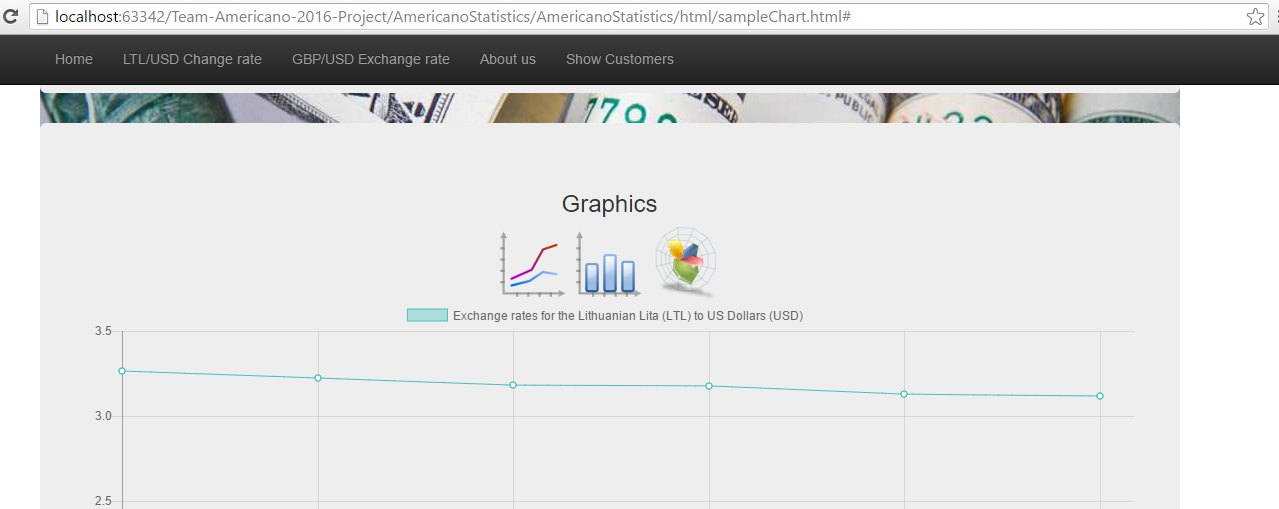 localhost:63342/Team-Americano-2016-Project/AmericanoStatistics/AmericanoStatistics/html/sampleChart.html#
Home LTL/USD Change rate GBP/USD Exchange rate About us Show Customers
Graphics
Exchange rates for the Lithuanian Lita (LTL) to US Dollars (USD)
3.5
3.0
2.5